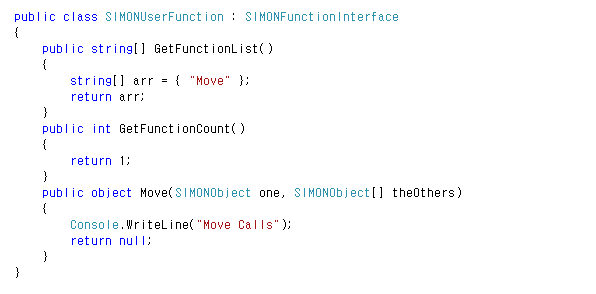 public class SIMONUserFunction : SIMONFunctionInterface
{
    public string[] GetFunctionList()
    {
        string[] arr = { "Move" };
        return arr;
    }
    public int GetFunctionCount()
    {
        return 1;
    }
    public object Move(SIMONObject one, SIMONObject[] theOthers)
    {
        Console.WriteLine("Move Calls");
        return null;
    }
}